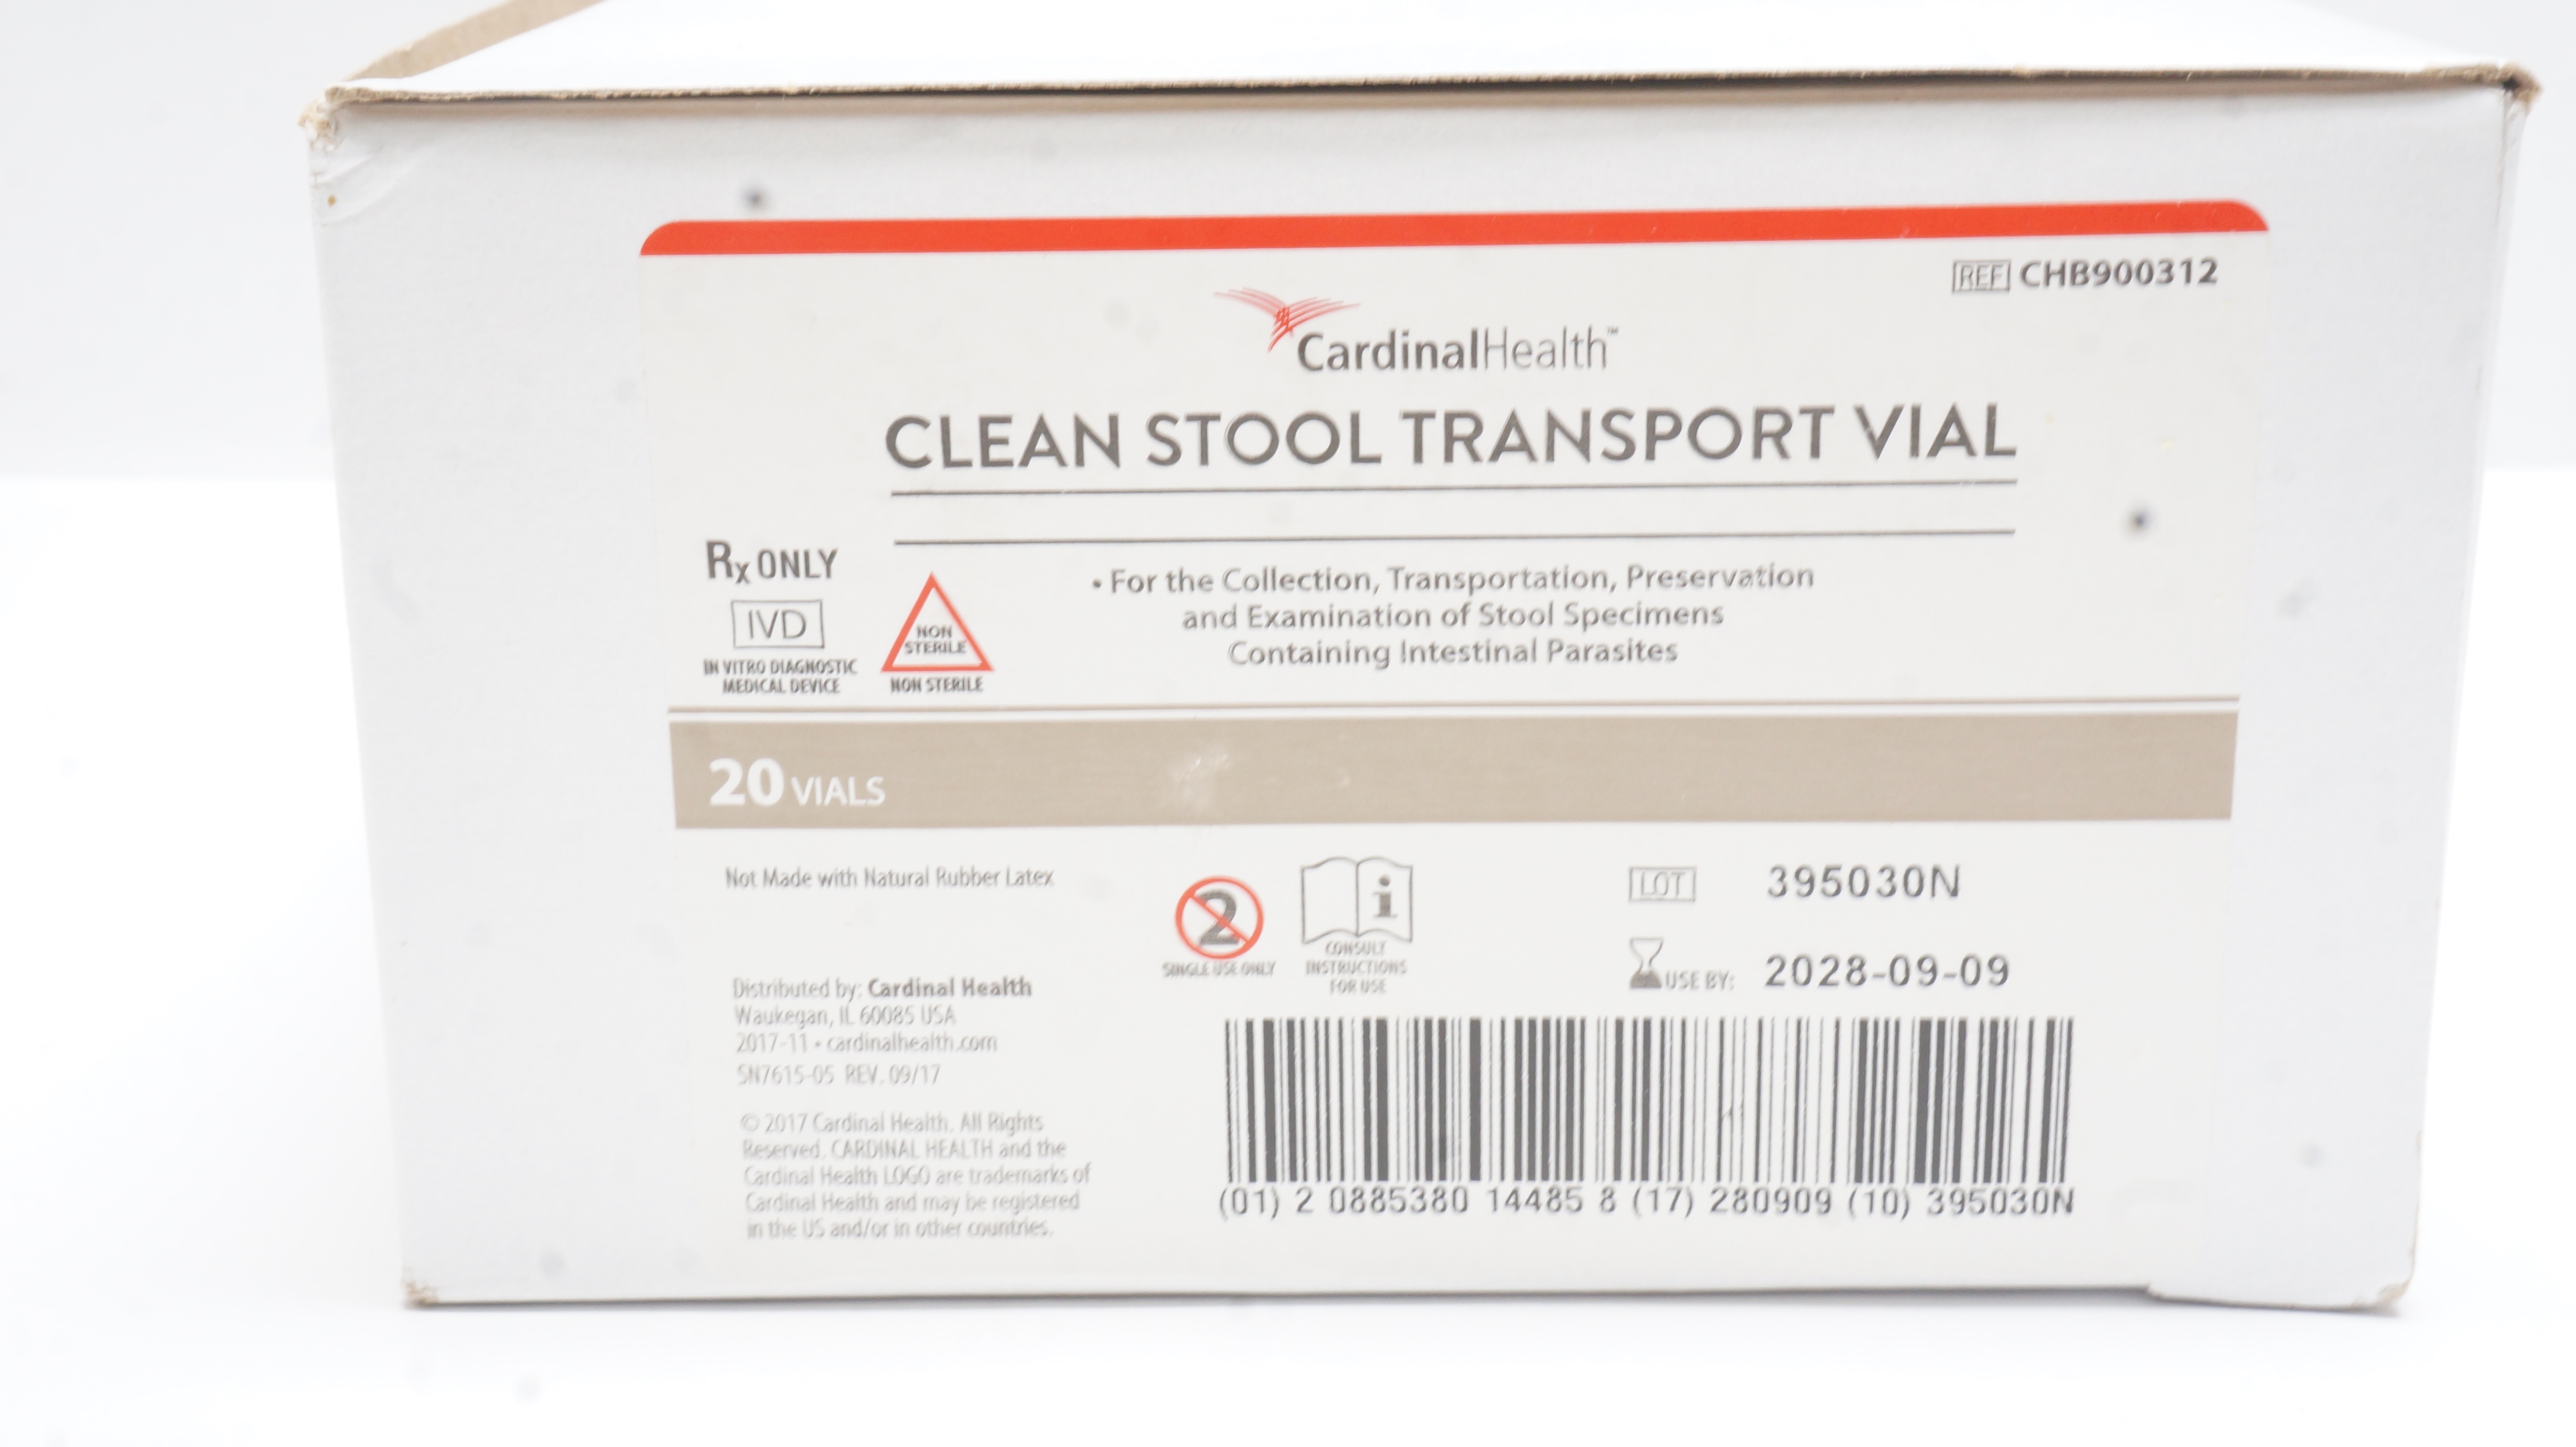 REF CHB900312
CardinalHealth™
CLEAN STOOL TRANSPORT VIAL
Rx ONLY
IVD
IN VITRO DIAGNOSTIC
MEDICAL DEVICE
NON
STERILE
NON STERILE
• For the Collection, Transportation, Preservation
and Examination of Stool Specimens
Containing Intestinal Parasites
20 VIALS
Not Made with Natural Rubber Latex
2
SINGLE USE ONLY
i
CONSULT
INSTRUCTIONS
FOR USE
LOT 395030N
USE BY: 2028-09-09
Distributed by: Cardinal Health
Waukegan, IL 60085 USA
2017-11 • cardinalhealth.com
SN7615-05 REV. 09/17
© 2017 Cardinal Health. All Rights
Reserved. CARDINAL HEALTH and the
Cardinal Health LOGO are trademarks of
Cardinal Health and may be registered
in the US and/or in other countries.
(01) 2 0885380 14485 8 (17) 280909 (10) 395030N